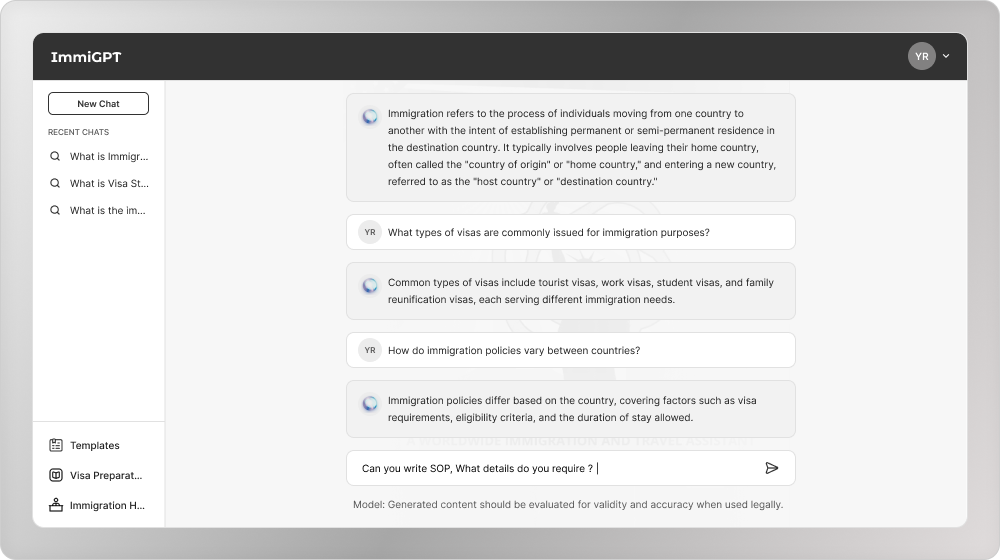 ImmiGPT
YR
New Chat
RECENT CHATS
What is Immigr...
What is Visa St...
What is the im...
Templates
Visa Preparat...
Immigration H...
Immigration refers to the process of individuals moving from one country to
another with the intent of establishing permanent or semi-permanent residence in
the destination country. It typically involves people leaving their home country,
often called the "country of origin" or "home country," and entering a new country,
referred to as the "host country" or "destination country."
YR What types of visas are commonly issued for immigration purposes?
Common types of visas include tourist visas, work visas, student visas, and family
reunification visas, each serving different immigration needs.
YR How do immigration policies vary between countries?
Immigration policies differ based on the country, covering factors such as visa
requirements, eligibility criteria, and the duration of stay allowed.
A WORLDWIDE IMMIGRATION AND TRAVEL ASSISTANT
Can you write SOP, What details do you require ?
Model: Generated content should be evaluated for validity and accuracy when used legally.